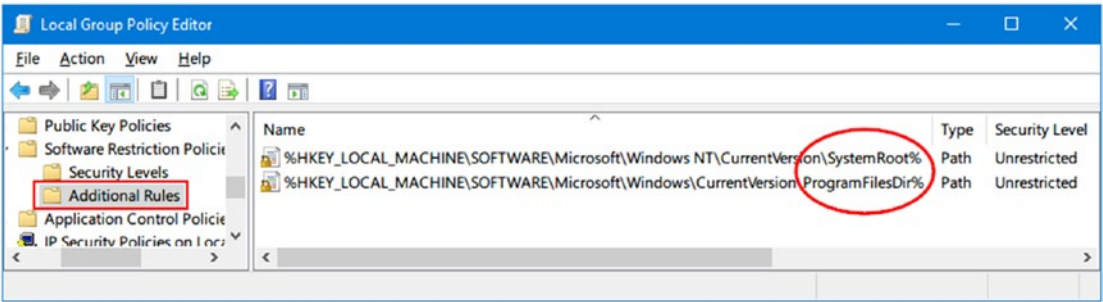 Local Group Policy Editor
File Action View Help
Public Key Policies
Software Restriction Policie
Security Levels
Additional Rules
Application Control Policie
IP Security Policies on Loca
Name Type Security Level
%HKEY_LOCAL_MACHINE\SOFTWARE\Microsoft\Windows NT\CurrentVersion\SystemRoot% Path Unrestricted
%HKEY_LOCAL_MACHINE\SOFTWARE\Microsoft\Windows\CurrentVersion\ProgramFilesDir% Path Unrestricted